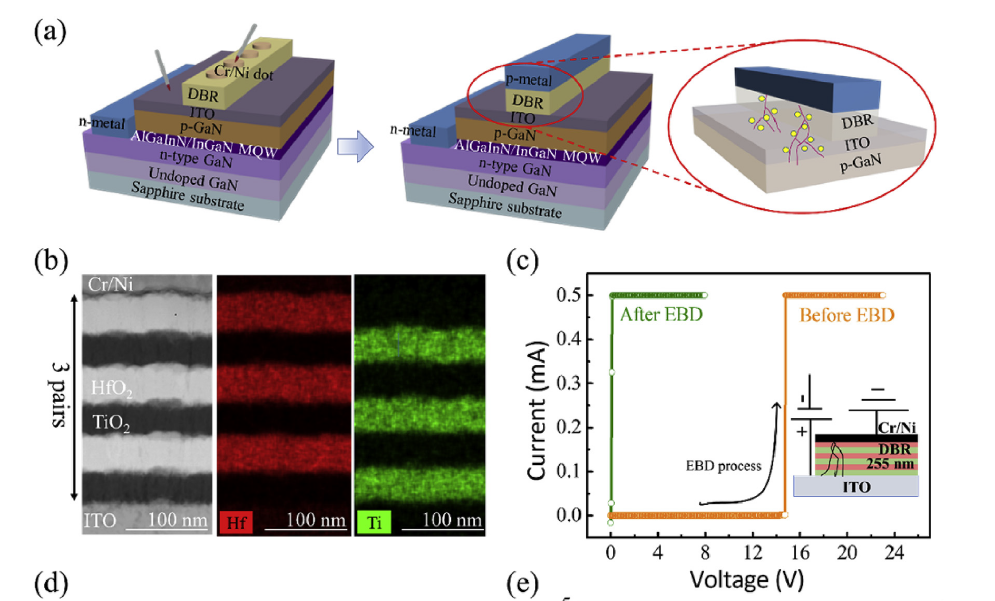 (a)
Cr/Ni dot
DBR
ITO
n-metal
p-GaN
AlGaInN/InGaN MQW
n-type GaN
Undoped GaN
Sapphire substrate
p-metal
DBR
ITO
n-metal
p-GaN
AlGaInN/InGaN MQW
n-type GaN
Undoped GaN
Sapphire substrate
DBR
ITO
p-GaN
(b)
Cr/Ni
3 pairs
HfO2
TiO2
ITO
100 nm
Hf
100 nm
Ti
100 nm
(c)
Current (mA)
0.5
0.4
0.3
0.2
0.1
0.0
After EBD
Before EBD
EBD process
-
+
Cr/Ni
DBR
255 nm
ITO
0 4 8 12 16 20 24
Voltage (V)
(d)
(e)